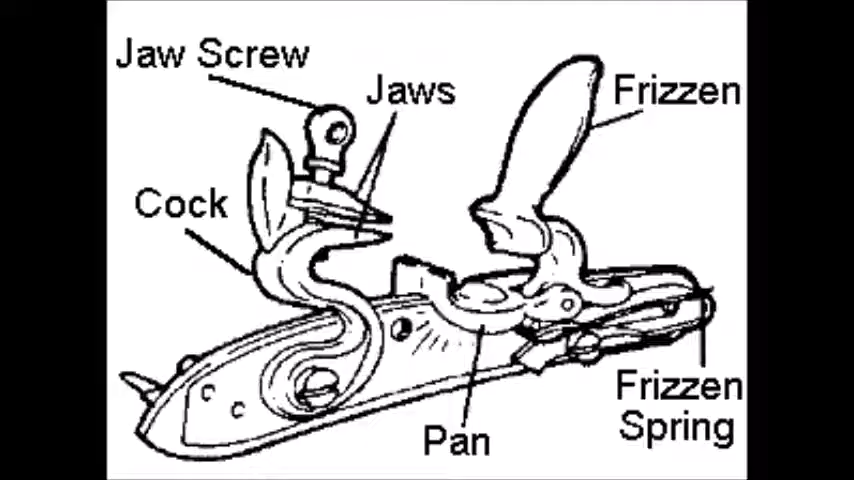 Jaw Screw
Jaws
Frizzen
Cock
Frizzen
Spring
Pan